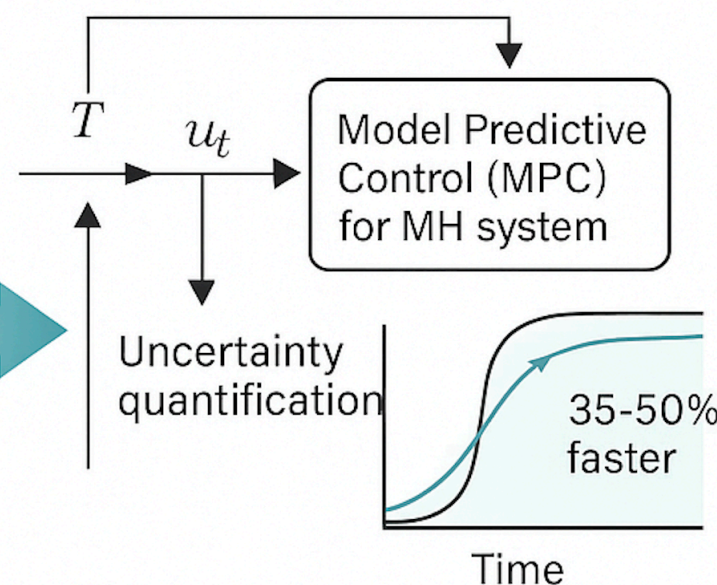 T
u_t
Model Predictive
Control (MPC)
for MH system
Uncertainty
quantification
35-50%
faster
Time